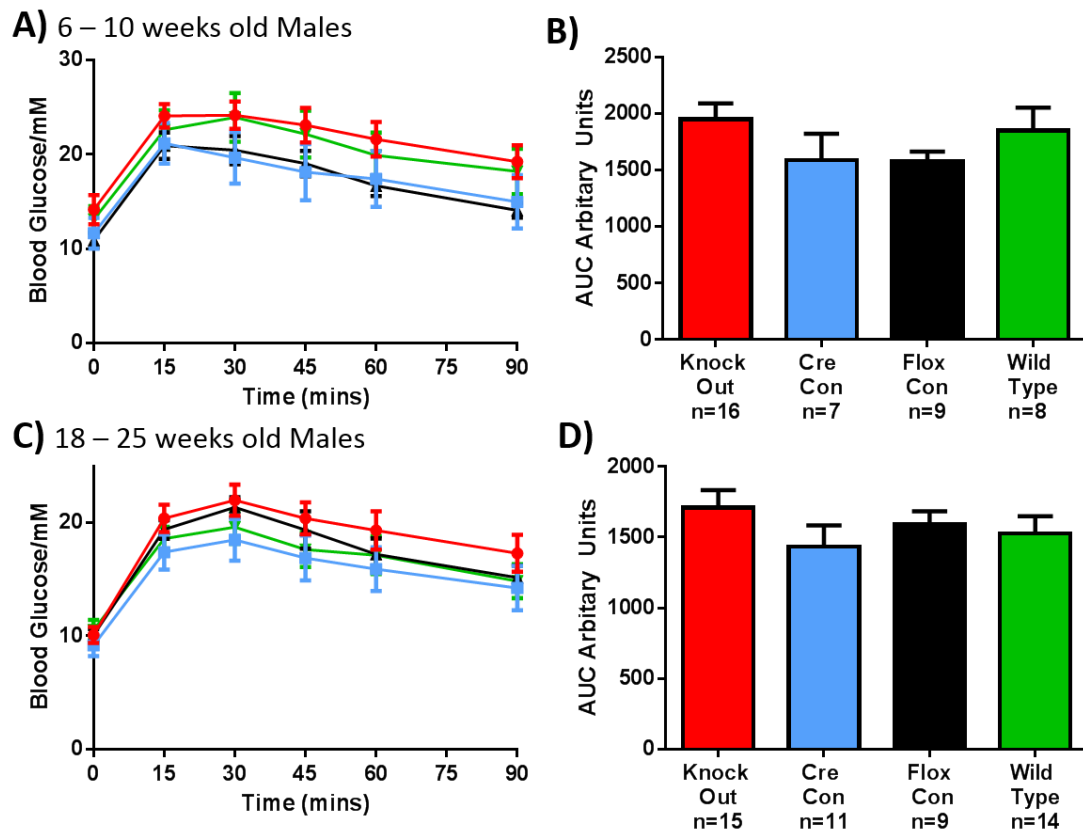 A) 6 – 10 weeks old Males
Blood Glucose/mM
30
20
10
0
0 15 30 45 60 75 90
Time (mins)
B)
AUC Arbitary Units
2500
2000
1500
1000
500
0
Knock Cre Flox Wild
Out Con Con Type
n=16 n=7 n=9 n=8
C) 18 – 25 weeks old Males
Blood Glucose/mM
20
10
0
0 15 30 45 60 75 90
Time (mins)
D)
AUC Arbitary Units
2000
1500
1000
500
0
Knock Cre Flox Wild
Out Con Con Type
n=15 n=11 n=9 n=14